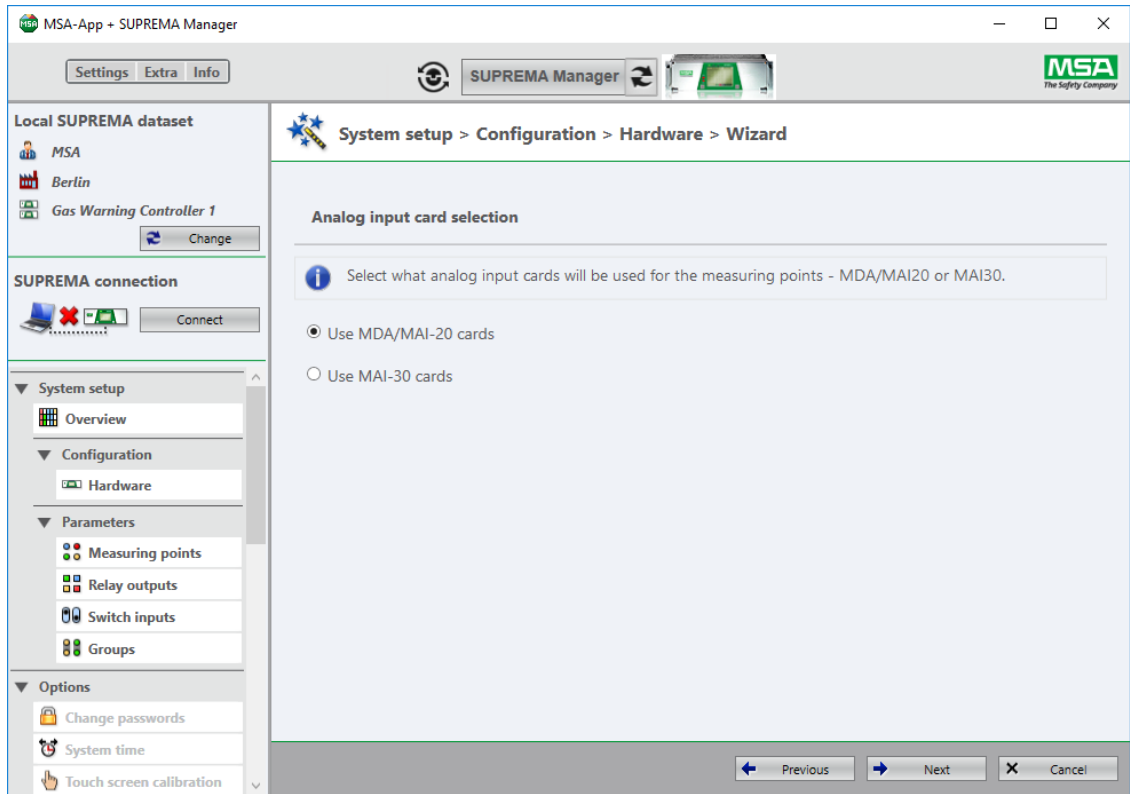 MSA-App + SUPREMA Manager
Settings Extra Info
SUPREMA Manager
MSA
The Safety Company
Local SUPREMA dataset
MSA
Berlin
Gas Warning Controller 1
Change
SUPREMA connection
Connect
System setup
Overview
Configuration
Hardware
Parameters
Measuring points
Relay outputs
Switch inputs
Groups
Options
Change passwords
System time
Touch screen calibration
System setup > Configuration > Hardware > Wizard
Analog input card selection
Select what analog input cards will be used for the measuring points - MDA/MAI20 or MAI30.
Use MDA/MAI-20 cards
Use MAI-30 cards
Previous
Next
Cancel